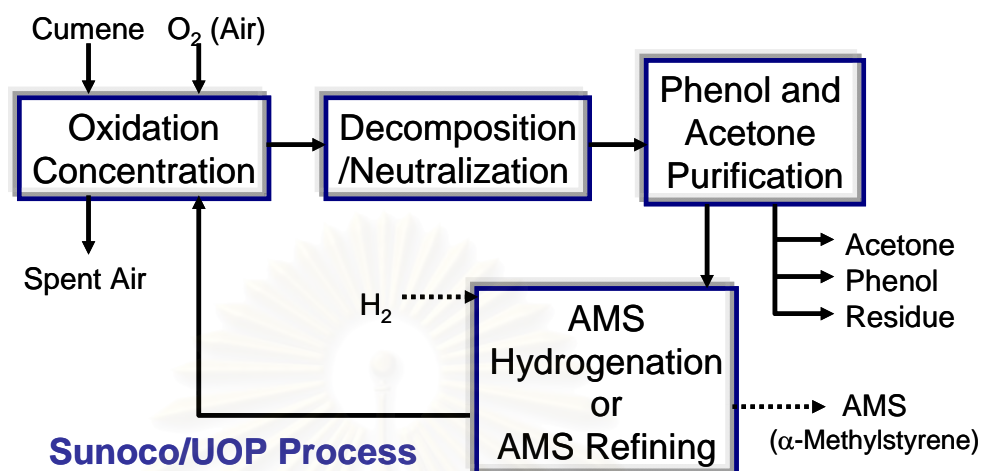 Cumene
O₂ (Air)
Oxidation
Concentration
Decomposition
/Neutralization
Phenol and
Acetone
Purification
Spent Air
Acetone
Phenol
Residue
H₂
AMS
Hydrogenation
or
AMS Refining
AMS
(α-Methylstyrene)
Sunoco/UOP Process